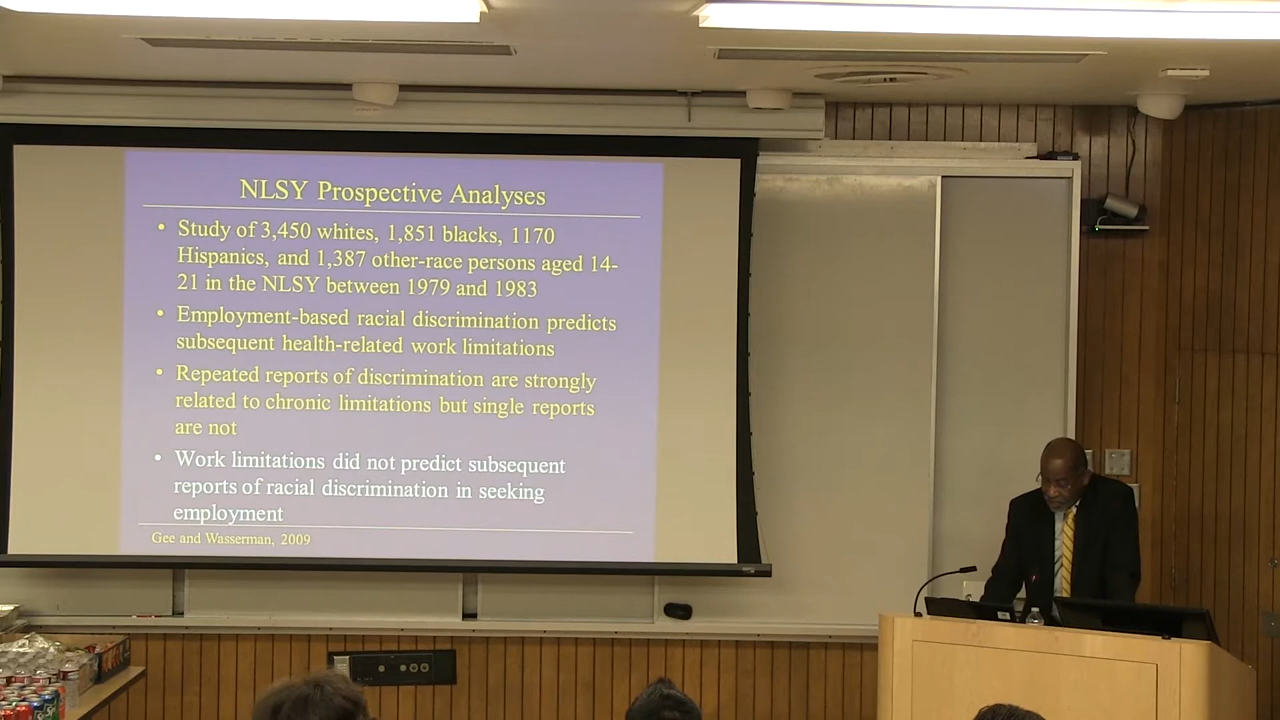 NLSY Prospective Analyses
• Study of 3,450 whites, 1,851 blacks, 1170
Hispanics, and 1,387 other-race persons aged 14-
21 in the NLSY between 1979 and 1983
• Employment-based racial discrimination predicts
subsequent health-related work limitations
• Repeated reports of discrimination are strongly
related to chronic limitations but single reports
are not
• Work limitations did not predict subsequent
reports of racial discrimination in seeking
employment
Gee and Wasserman, 2009